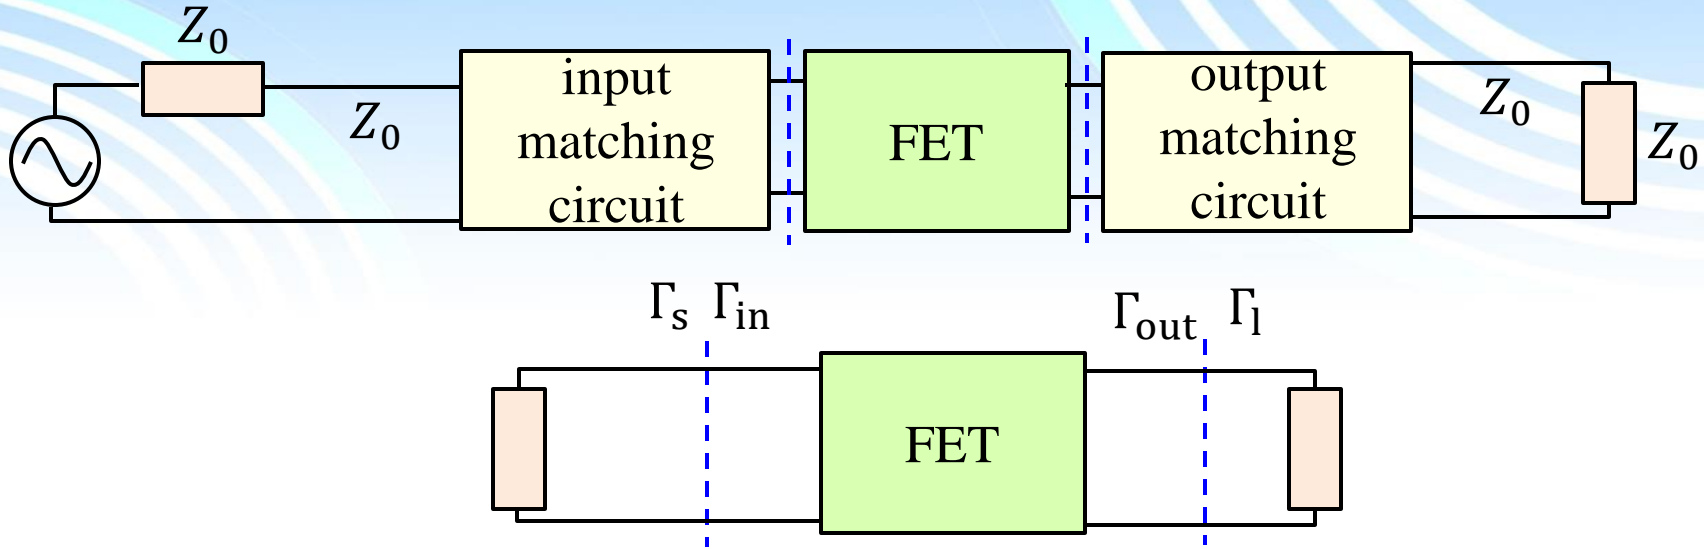 Z₀
Z₀
input
matching
circuit
FET
output
matching
circuit
Z₀
Z₀
Γₛ Γᵢₙ
Γₒᵤₜ Γₗ
FET